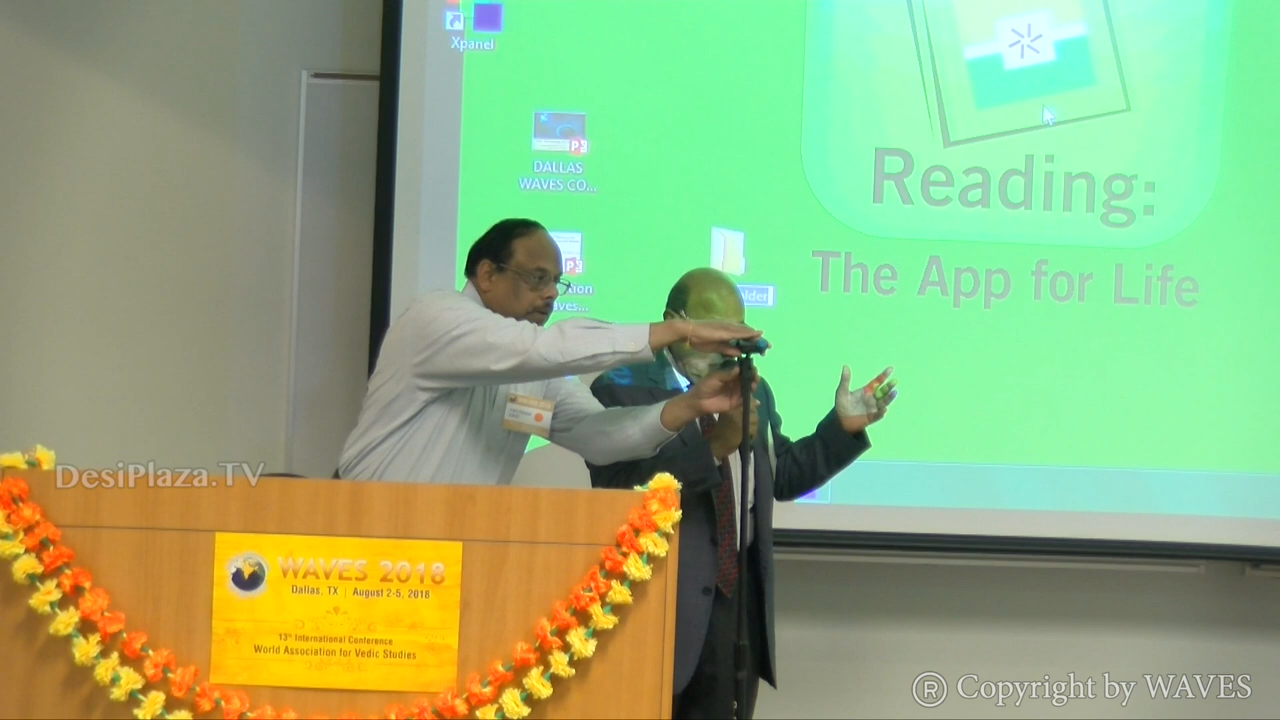 Xpanel
DALLAS
WAVES CO...
Reading:
The App for Life
DesiPlaza.TV
WAVES 2018
Dallas, TX | August 2-5, 2018
13th International Conference
World Association for Vedic Studies
® Copyright by WAVES